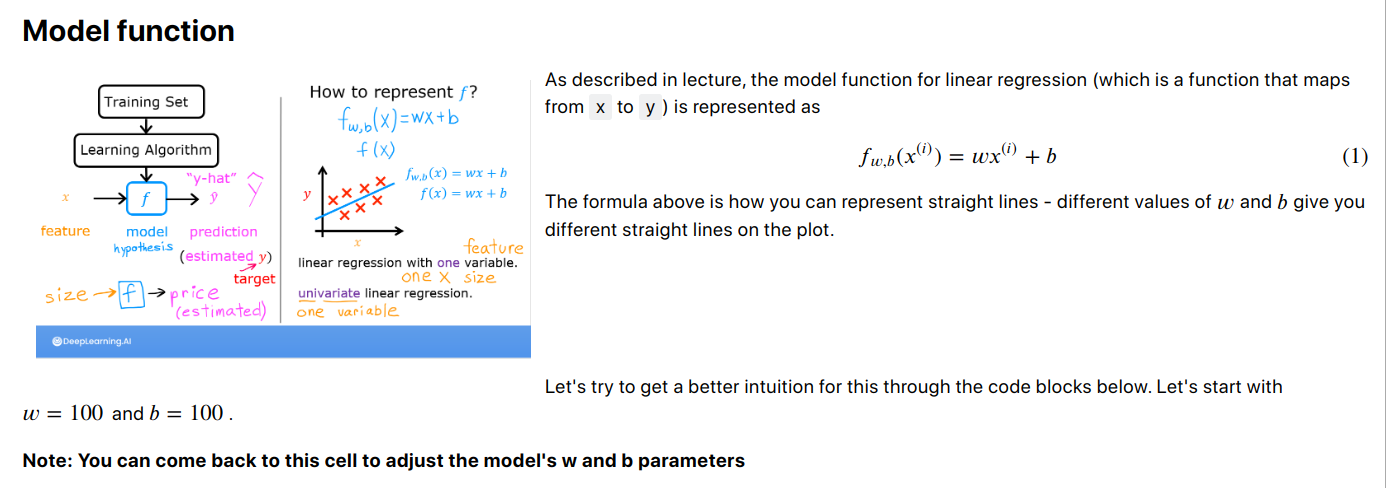 Model function
Training Set
Learning Algorithm
x
f
"y-hat"
ŷ
ŷ
feature
model
hypothesis
prediction
(estimated y)
target
size → f → price
(estimated)
How to represent f?
f_{w,b}(x)=wx+b
f(x)
y
x
f_{w,b}(x) = wx + b
f(x) = wx + b
feature
linear regression with one variable.
one x size
univariate linear regression.
one variable
DeepLearning.AI
As described in lecture, the model function for linear regression (which is a function that maps
from x to y ) is represented as
f_{w,b}(x^{(i)}) = wx^{(i)} + b (1)
The formula above is how you can represent straight lines - different values of w and b give you
different straight lines on the plot.
Let's try to get a better intuition for this through the code blocks below. Let's start with
w = 100 and b = 100 .
Note: You can come back to this cell to adjust the model's w and b parameters